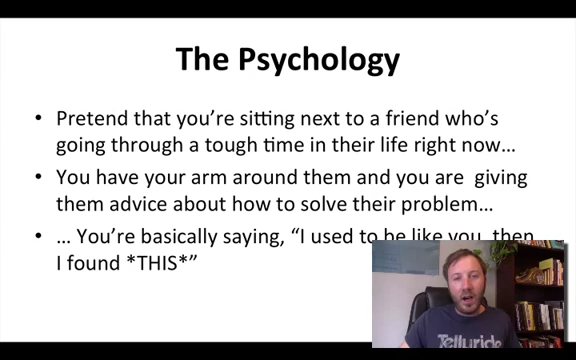 The Psychology
• Pretend that you're sitting next to a friend who's
going through a tough time in their life right now…
• You have your arm around them and you are giving
them advice about how to solve their problem…
• … You're basically saying, “I used to be like you, then
I found *THIS*”
Telluride